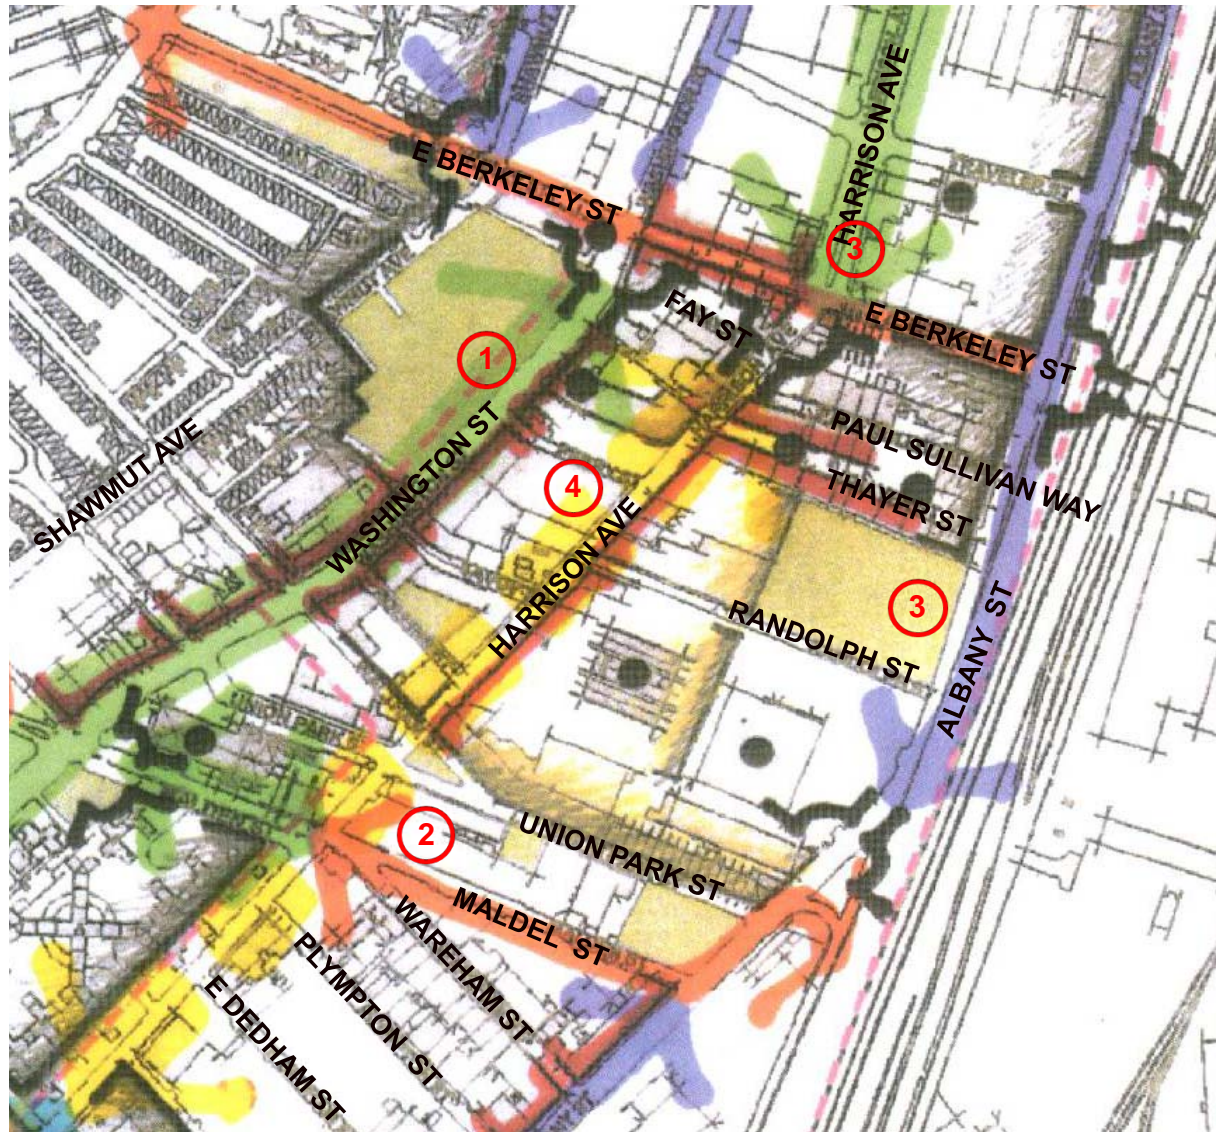 HARRISON AVE
E BERKELEY ST
3
FAY ST
E BERKELEY ST
1
PAUL SULLIVAN WAY
SHAWMUT AVE
WASHINGTON ST
4
THAYER ST
HARRISON AVE
3
RANDOLPH ST
ALBANY ST
2
UNION PARK ST
MALDEL ST
WAREHAM ST
PLYMPTON ST
E DEDHAM ST